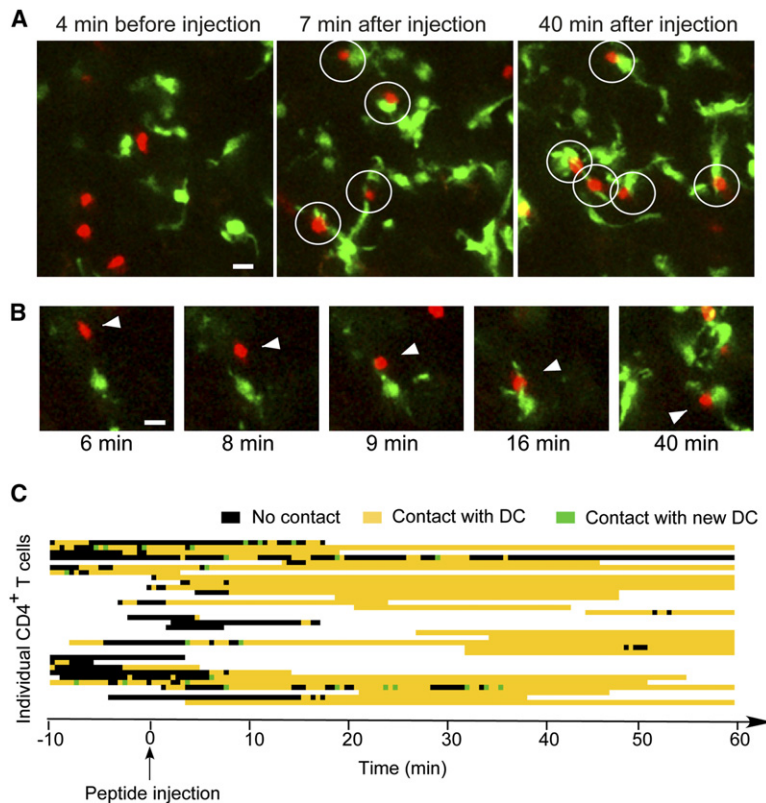 A
4 min before injection 7 min after injection 40 min after injection
B
6 min 8 min 9 min 16 min 40 min
C
No contact Contact with DC Contact with new DC
Individual CD4+ T cells
-10 0 10 20 30 40 50 60
Time (min)
Peptide injection